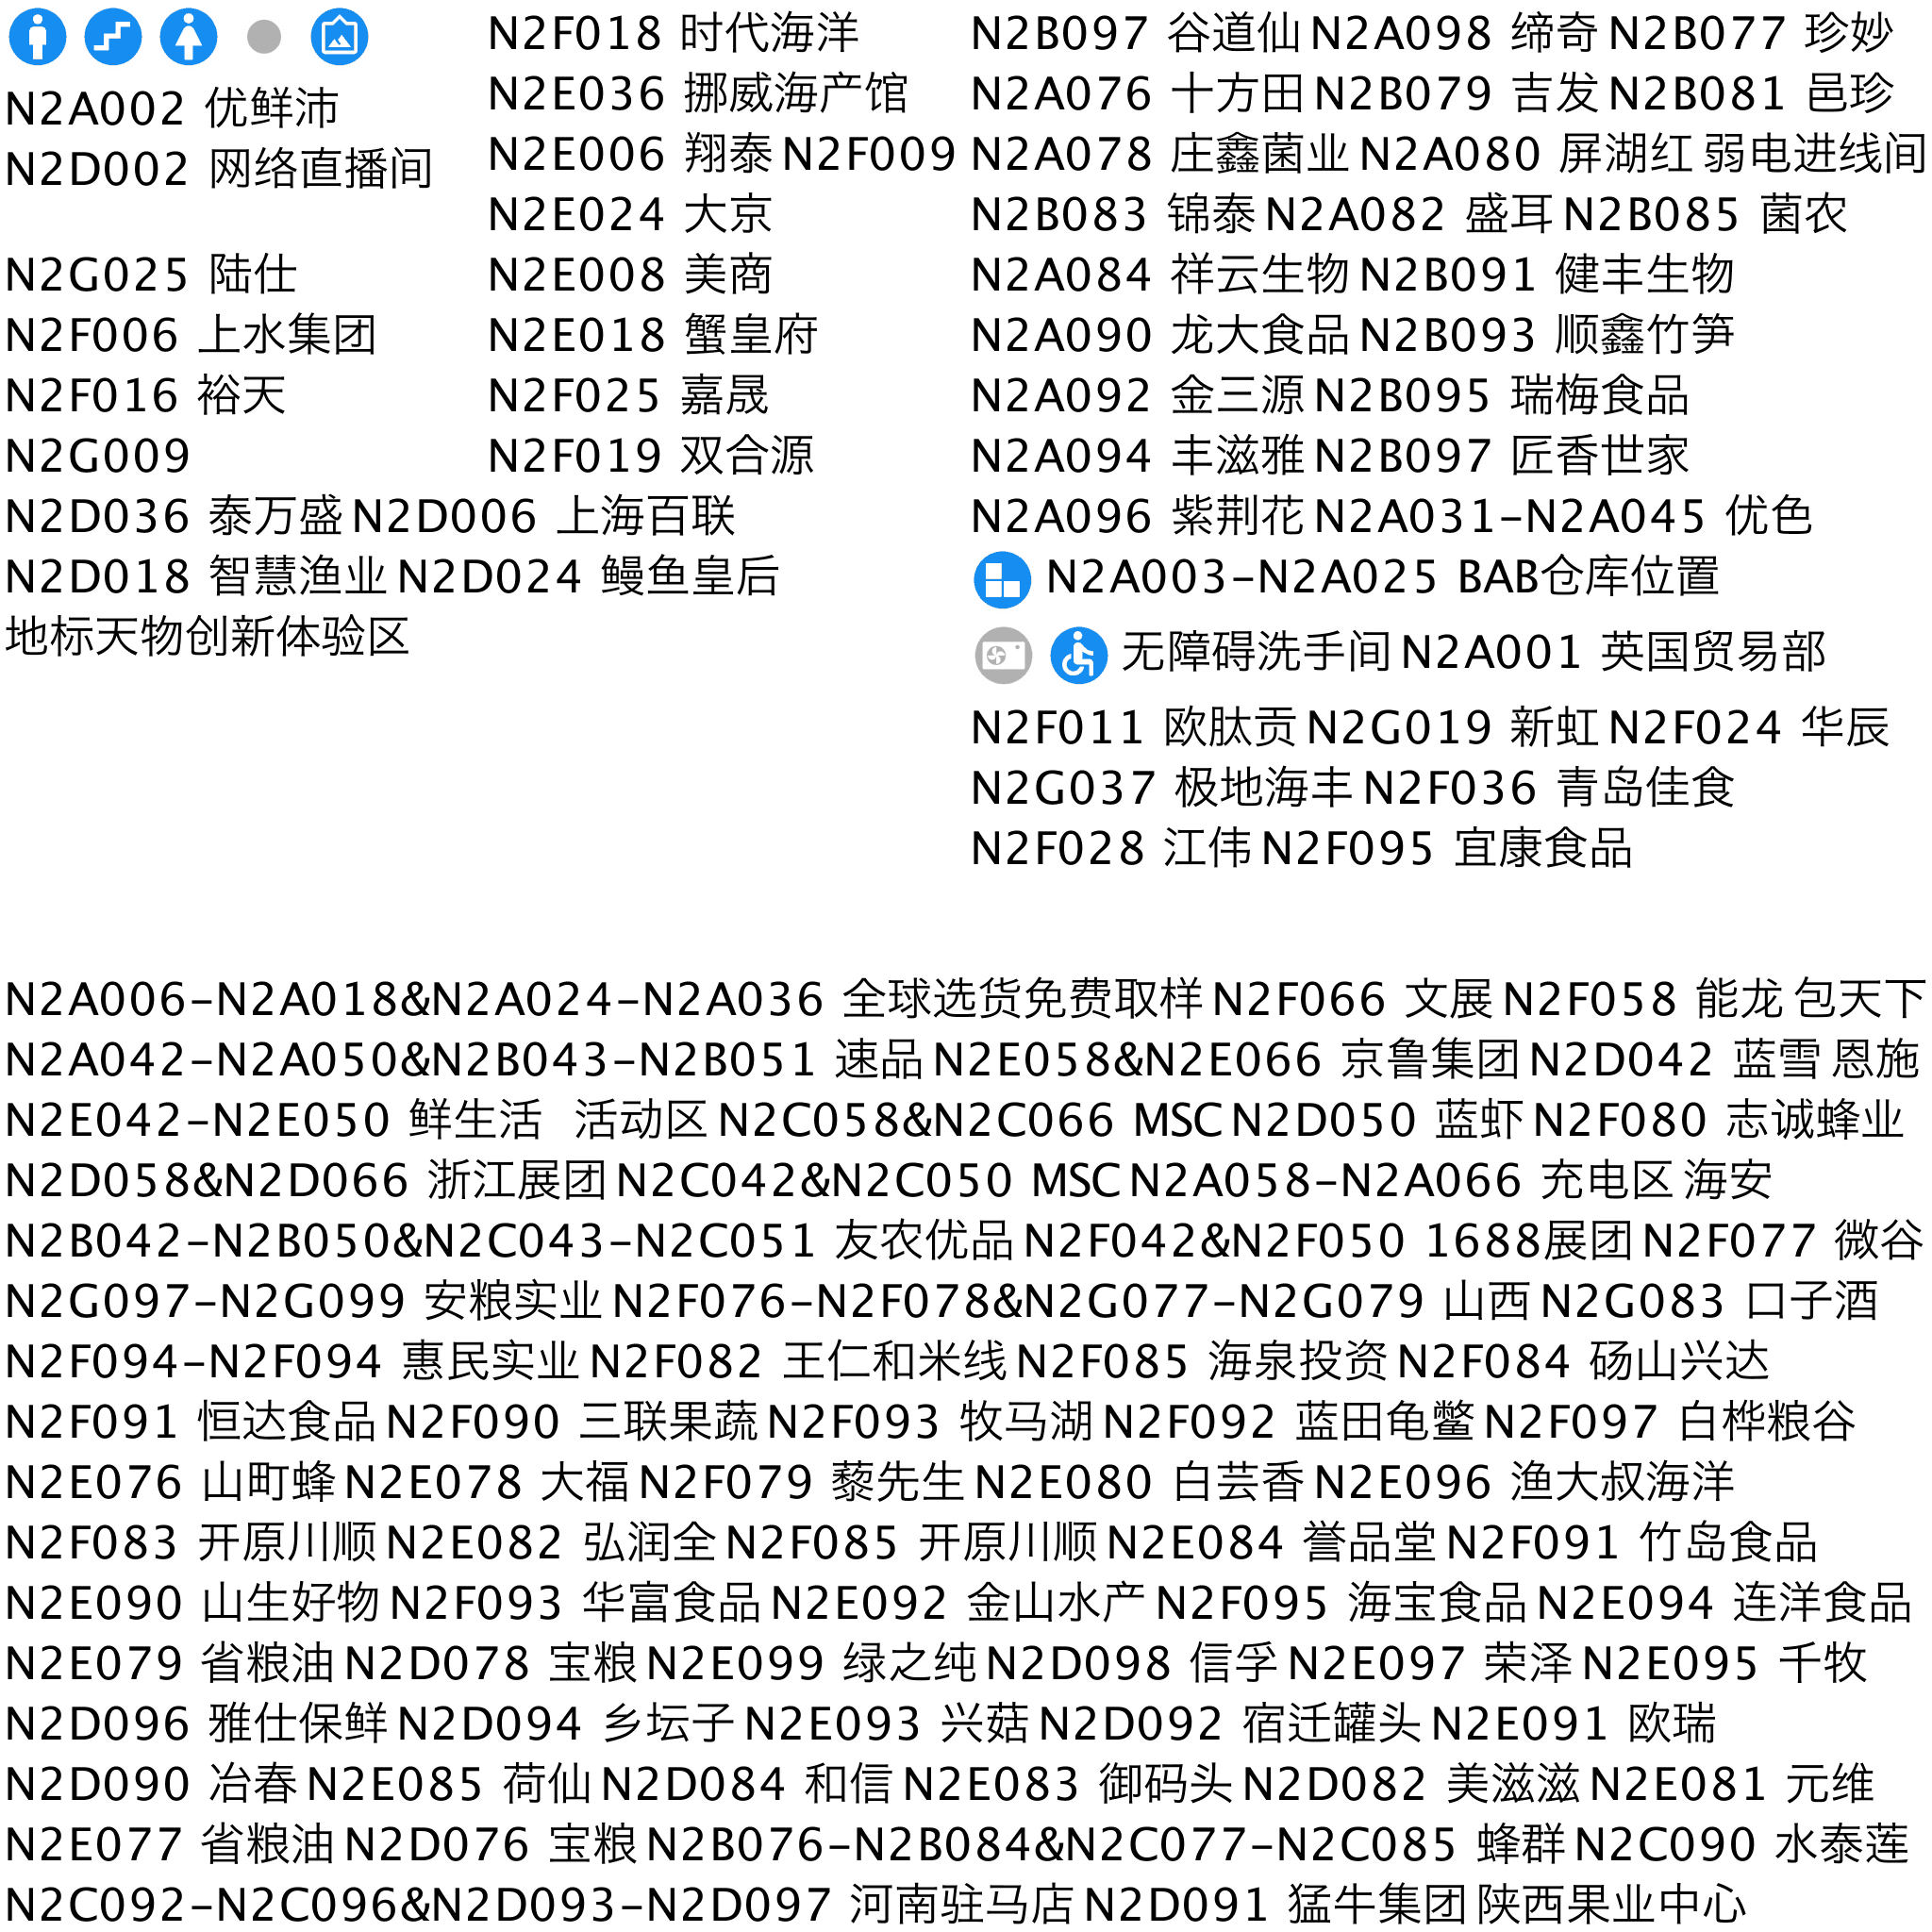 N2A002 优鲜沛
N2D002 网络直播间
N2G025 陆仕
N2F006 上水集团
N2F016 裕天
N2G009
N2D036 泰万盛 N2D006 上海百联
N2D018 智慧渔业 N2D024 鳗鱼皇后
地标天物创新体验区
N2F018 时代海洋
N2E036 挪威海产馆
N2E006 翔泰 N2F009
N2E024 大京
N2E008 美商
N2E018 蟹皇府
N2F025 嘉晟
N2F019 双合源
N2B097 谷道仙 N2A098 缔奇 N2B077 珍妙
N2A076 十方田 N2B079 吉发 N2B081 邑珍
N2A078 庄鑫菌业 N2A080 屏湖红 弱电进线间
N2B083 锦泰 N2A082 盛耳 N2B085 菌农
N2A084 祥云生物 N2B091 健丰生物
N2A090 龙大食品 N2B093 顺鑫竹笋
N2A092 金三源 N2B095 瑞梅食品
N2A094 丰滋雅 N2B097 匠香世家
N2A096 紫荆花 N2A031-N2A045 优色
N2A003-N2A025 BAB仓库位置
无障碍洗手间 N2A001 英国贸易部
N2F011 欧肽贡 N2G019 新虹 N2F024 华辰
N2G037 极地海丰 N2F036 青岛佳食
N2F028 江伟 N2F095 宜康食品
N2A006-N2A018&N2A024-N2A036 全球选货免费取样 N2F066 文展 N2F058 能龙 包天下
N2A042-N2A050&N2B043-N2B051 速品 N2E058&N2E066 京鲁集团 N2D042 蓝雪 恩施
N2E042-N2E050 鲜生活 活动区 N2C058&N2C066 MSC N2D050 蓝虾 N2F080 志诚蜂业
N2D058&N2D066 浙江展团 N2C042&N2C050 MSC N2A058-N2A066 充电区 海安
N2B042-N2B050&N2C043-N2C051 友农优品 N2F042&N2F050 1688展团 N2F077 微谷
N2G097-N2G099 安粮实业 N2F076-N2F078&N2G077-N2G079 山西 N2G083 口子酒
N2F094-N2F094 惠民实业 N2F082 王仁和米线 N2F085 海泉投资 N2F084 砀山兴达
N2F091 恒达食品 N2F090 三联果蔬 N2F093 牧马湖 N2F092 蓝田龟鳖 N2F097 白桦粮谷
N2E076 山町蜂 N2E078 大福 N2F079 藜先生 N2E080 白芸香 N2E096 渔大叔海洋
N2F083 开原川顺 N2E082 弘润全 N2F085 开原川顺 N2E084 誉品堂 N2F091 竹岛食品
N2E090 山生好物 N2F093 华富食品 N2E092 金山水产 N2F095 海宝食品 N2E094 连洋食品
N2E079 省粮油 N2D078 宝粮 N2E099 绿之纯 N2D098 信孚 N2E097 荣泽 N2E095 千牧
N2D096 雅仕保鲜 N2D094 乡坛子 N2E093 兴菇 N2D092 宿迁罐头 N2E091 欧瑞
N2D090 冶春 N2E085 荷仙 N2D084 和信 N2E083 御码头 N2D082 美滋滋 N2E081 元维
N2E077 省粮油 N2D076 宝粮 N2B076-N2B084&N2C077-N2C085 蜂群 N2C090 水泰莲
N2C092-N2C096&N2D093-N2D097 河南驻马店 N2D091 猛牛集团 陕西果业中心